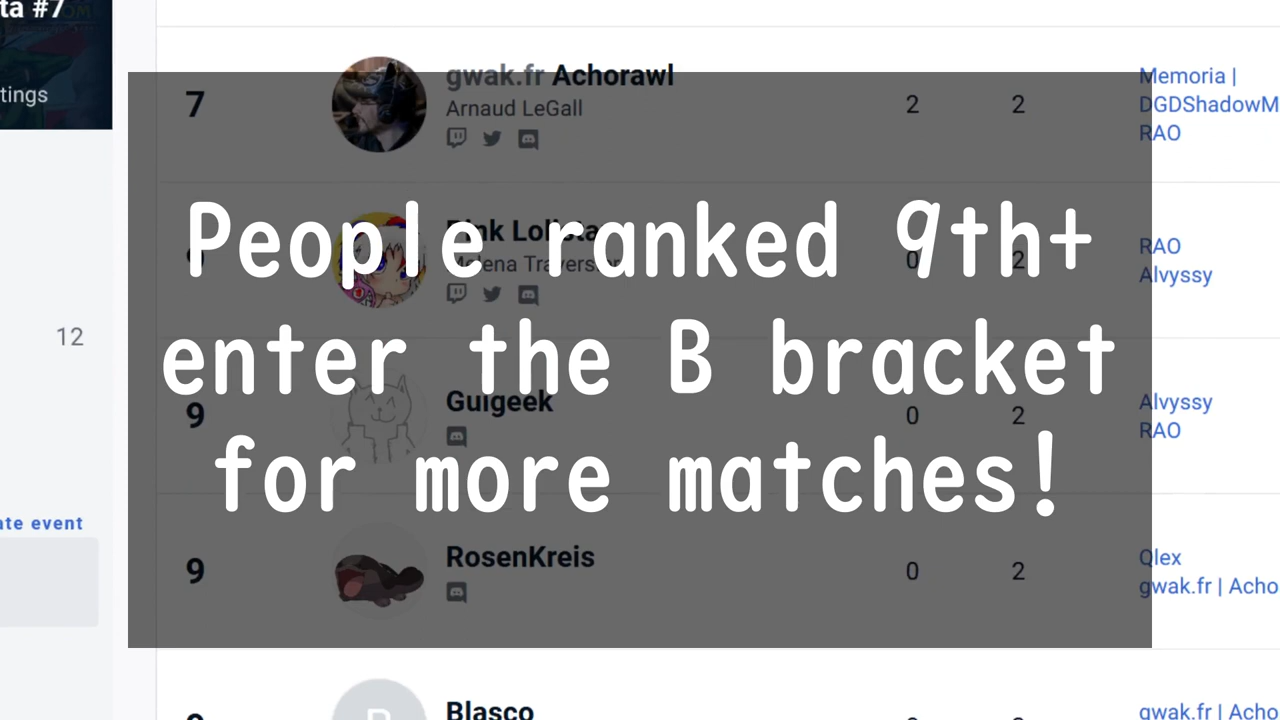 ta #7
tings
12
ate event
7
gwak.fr Achorawl
Arnaud LeGall
2
2
Memoria |
DGDShadowM
RAO
0
2
RAO
Alvyssy
9
Guigeek
0
2
Alvyssy
RAO
9
RosenKreis
0
2
Qlex
gwak.fr | Acho
Blasco
gwak.fr | Acho
People ranked 9th+
enter the B bracket
for more matches!